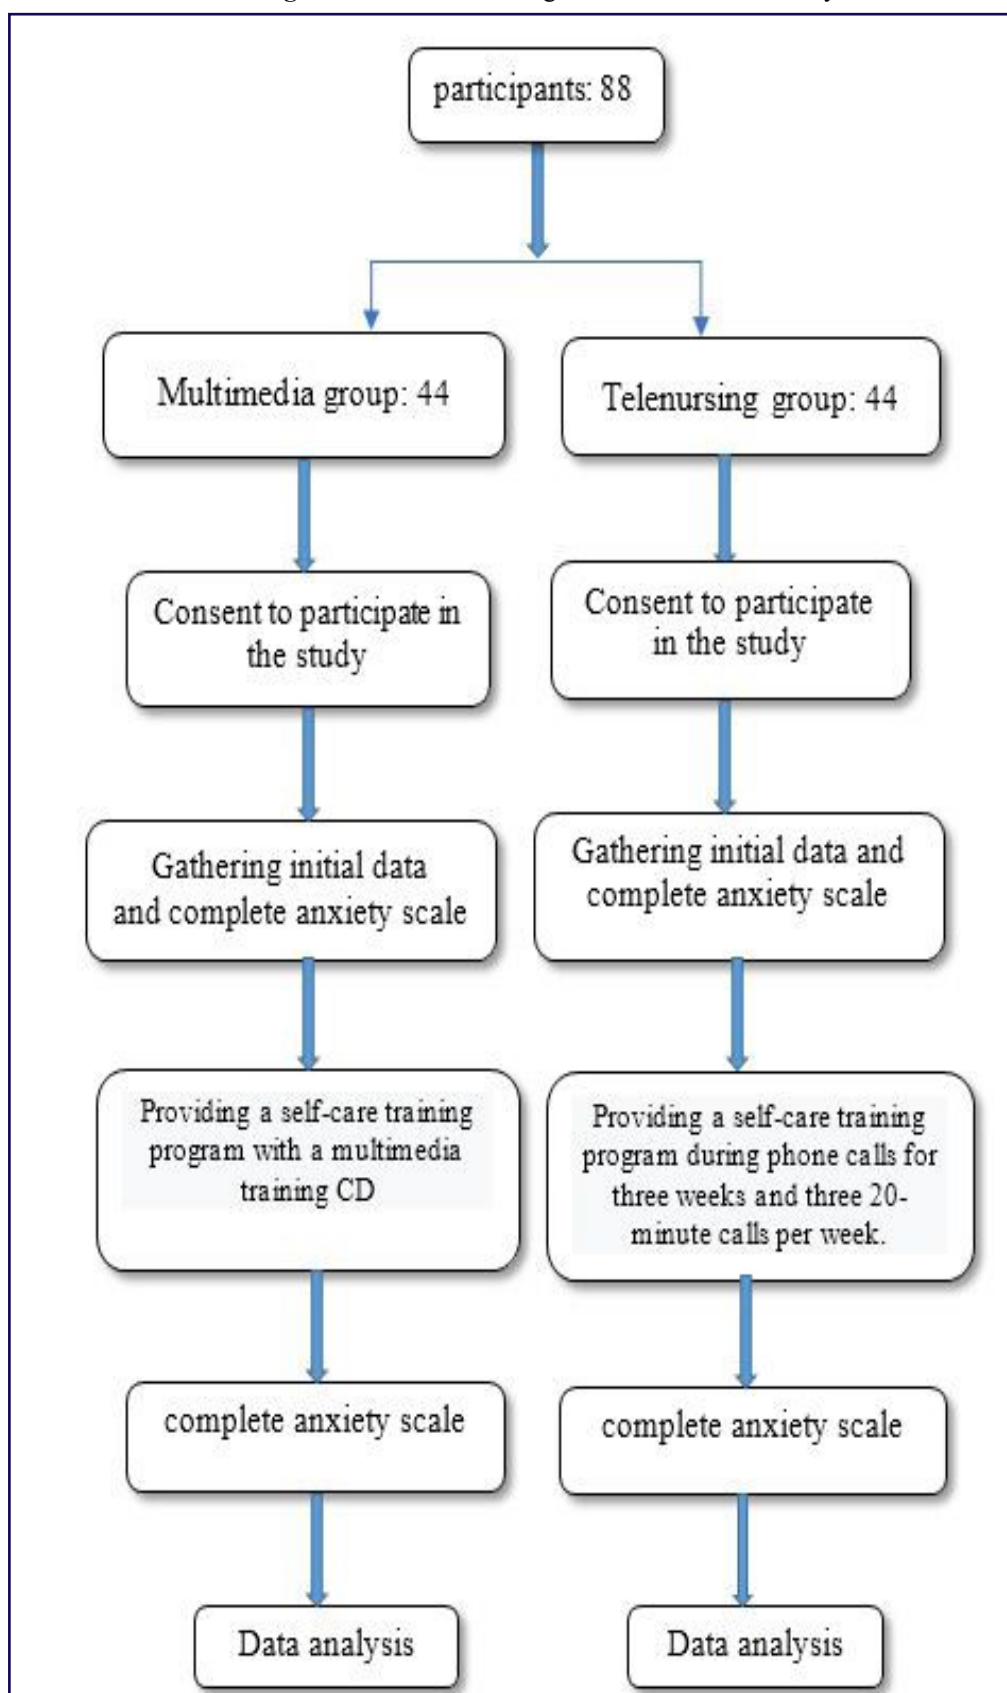 participants: 88
Multimedia group: 44
Telenursing group: 44
Consent to participate in
the study
Consent to participate
in the study
Gathering initial data
and complete anxiety scale
Gathering initial data and
complete anxiety scale
Providing a self-care training
program with a multimedia
training CD
Providing a self-care training
program during phone calls for
three weeks and three 20-
minute calls per week.
complete anxiety scale
complete anxiety scale
Data analysis
Data analysis